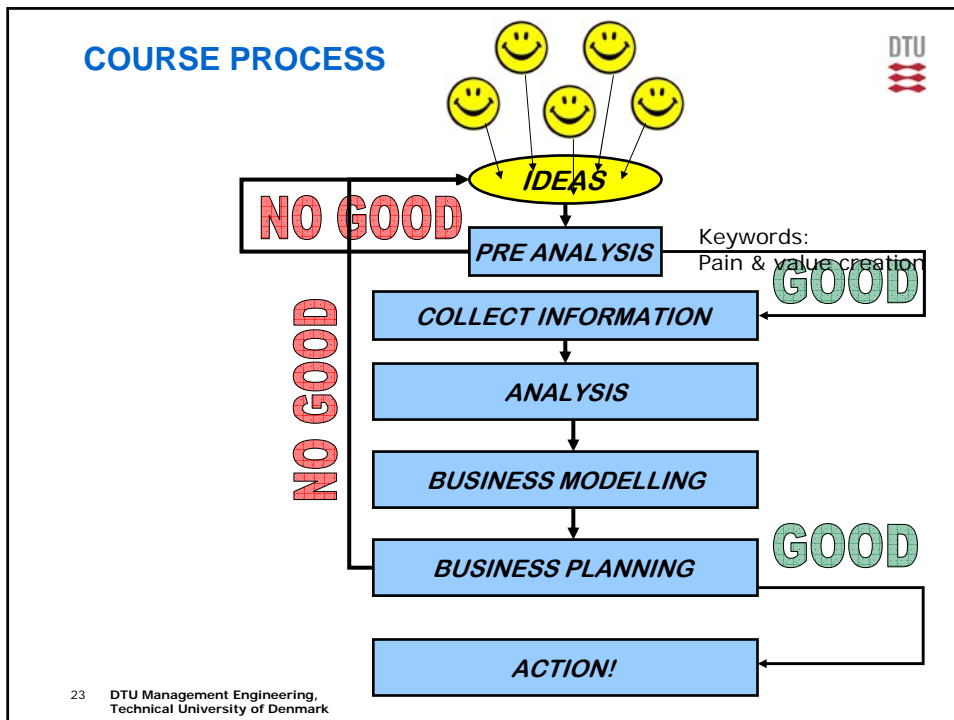 COURSE PROCESS
DTU
IDEAS
NO GOOD
PRE ANALYSIS
Keywords:
Pain & value creation
GOOD
COLLECT INFORMATION
NO GOOD
ANALYSIS
BUSINESS MODELLING
GOOD
BUSINESS PLANNING
ACTION!
23 DTU Management Engineering,
Technical University of Denmark